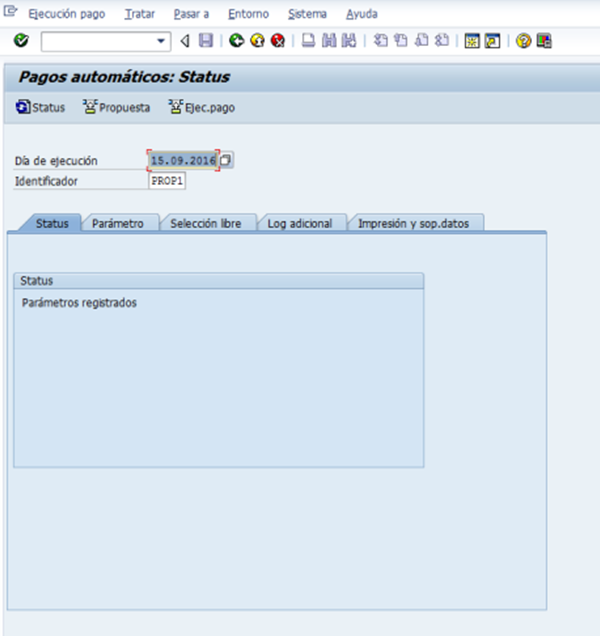 Ejecución pago Tratar Pasar a Entorno Sistema Ayuda
Pagos automáticos: Status
Status Propuesta Ejec.pago
Día de ejecución 15.09.2016
Identificador PROP1
Status Parámetro Selección libre Log adicional Impresión y sop.datos
Status
Parámetros registrados